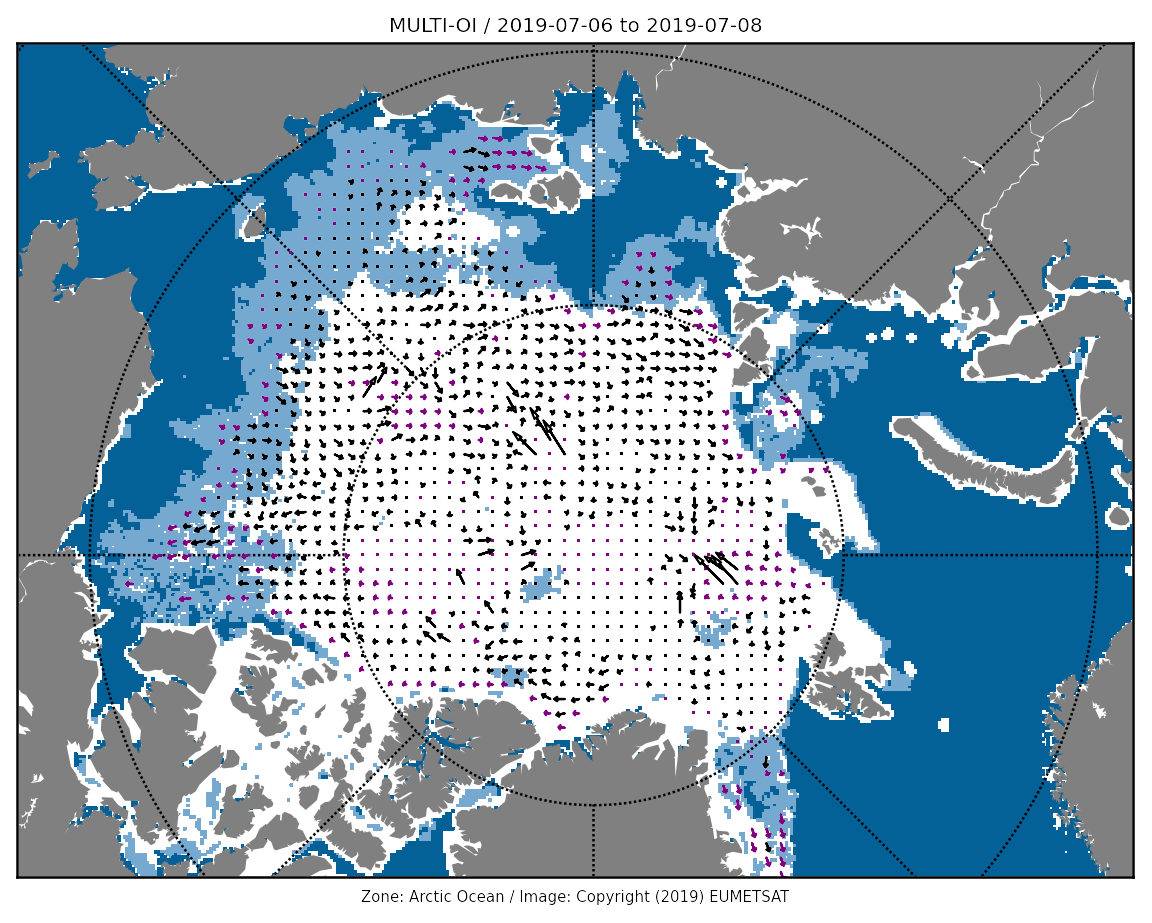 MULTI-OI / 2019-07-06 to 2019-07-08
Zone: Arctic Ocean / Image: Copyright (2019) EUMETSAT